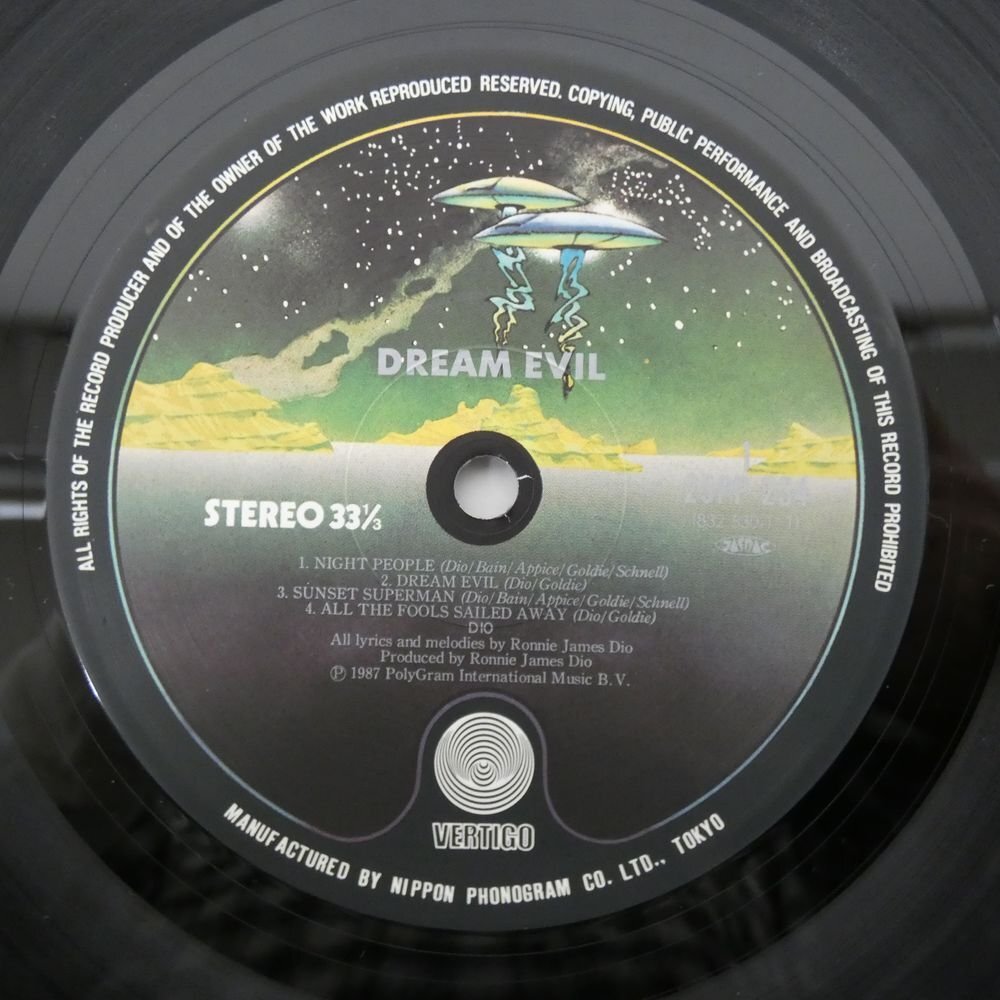 ALL RIGHTS OF THE RECORD PRODUCER AND OF THE OWNER OF THE WORK REPRODUCED RESERVED. COPYING, PUBLIC PERFORMANCE AND BROADCASTING OF THIS RECORD PROHIBITED
DREAM EVIL
STEREO 33⅓
1. NIGHT PEOPLE (Dio/Bain/Appice/Goldie/Schnell)
2. DREAM EVIL (Dio/Goldie)
3. SUNSET SUPERMAN (Dio/Bain/Appice/Goldie/Schnell)
4. ALL THE FOOLS SAILED AWAY (Dio/Goldie)
DIO
All lyrics and melodies by Ronnie James Dio
Produced by Ronnie James Dio
℗ 1987 PolyGram International Music B.V.
VERTIGO
MANUFACTURED BY NIPPON PHONOGRAM CO. LTD., TOKYO